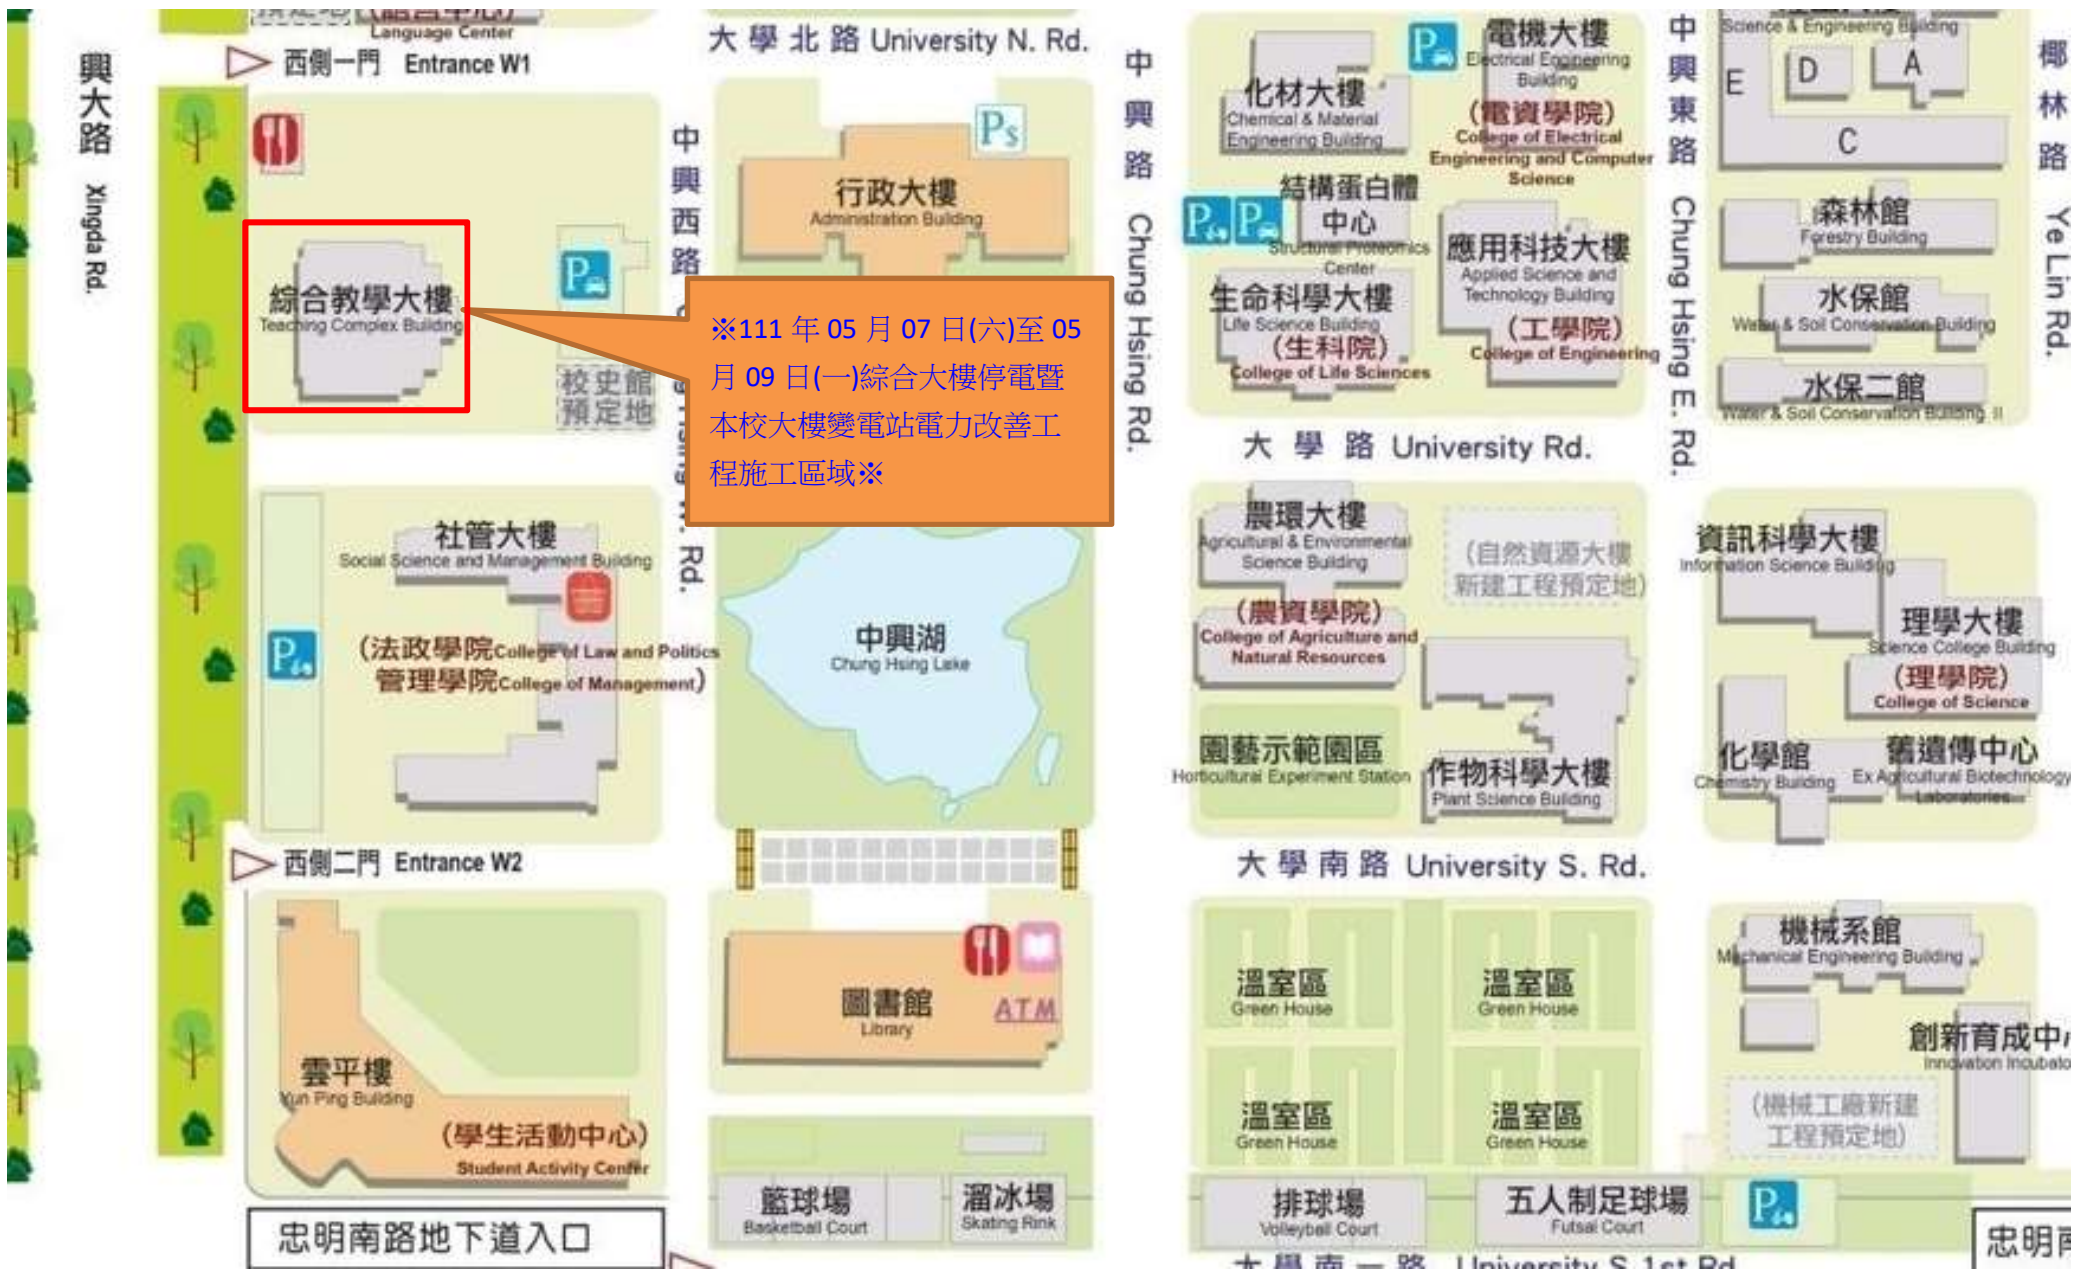 Language Center
西側一門 Entrance W1
興大路 Xingda Rd.
綜合教學大樓
Teaching Complex Building
校史館
預定地
中興西路
Rd.
大學北路 University N. Rd.
Ps
行政大樓
Administration Building
※111 年 05 月 07 日(六)至 05
月 09 日(一)綜合大樓停電暨
本校大樓變電站電力改善工
程施工區域※
中興路 Chung Hsing Rd.
化材大樓
Chemical & Material
Engineering Building
電機大樓
Electrical Engineering
Building
(電資學院)
College of Electrical
Engineering and Computer
Science
結構蛋白體
中心
Structural Proteomics
Center
生命科學大樓
Life Science Building
(生科院)
College of Life Sciences
應用科技大樓
Applied Science and
Technology Building
(工學院)
College of Engineering
中興東路 Chung Hsing E. Rd.
Science & Engineering Building
E
D
A
C
森林館
Forestry Building
水保館
Water & Soil Conservation Building
水保二館
Water & Soil Conservation Building II
椰林路 Ye Lin Rd.
大學路 University Rd.
社管大樓
Social Science and Management Building
(法政學院College of Law and Politics
管理學院College of Management)
中興湖
Chung Hsing Lake
農環大樓
Agricultural & Environmental
Science Building
(農資學院)
College of Agriculture and
Natural Resources
(自然資源大樓
新建工程預定地)
園藝示範園區
Horticultural Experiment Station
作物科學大樓
Plant Science Building
資訊科學大樓
Information Science Building
理學大樓
Science College Building
(理學院)
College of Science
化學館
Chemistry Building
舊遺傳中心
Ex Agricultural Biotechnology
Laboratories
西側二門 Entrance W2
大學南路 University S. Rd.
雲平樓
Yun Ping Building
(學生活動中心)
Student Activity Center
圖書館
Library
ATM
溫室區
Green House
溫室區
Green House
溫室區
Green House
溫室區
Green House
機械系館
Mechanical Engineering Building
創新育成中
Innovation Incubato
(機械工廠新建
工程預定地)
忠明南路地下道入口
籃球場
Basketball Court
溜冰場
Skating Rink
排球場
Volleyball Court
五人制足球場
Futsal Court
大學南一路 University S 1st Rd
忠明南